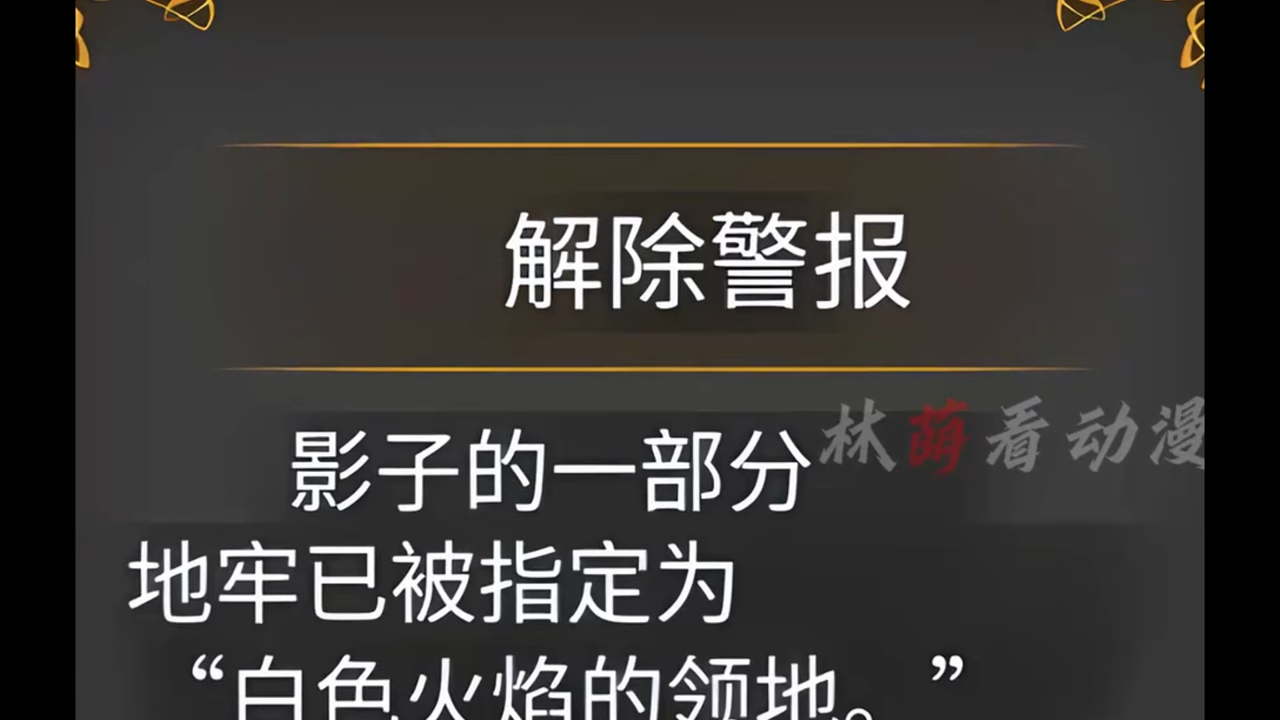 解除警报
林萌看动漫
影子的一部分
地牢已被指定为
“白色火焰的领地。”